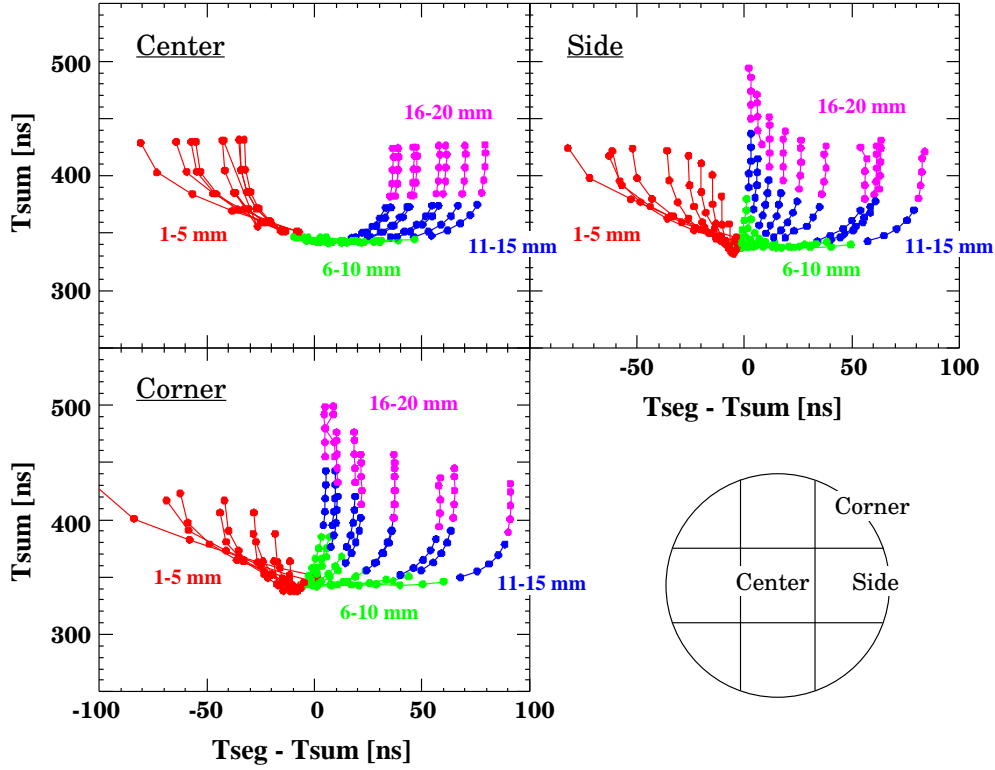 Center
Side
500
400
300
Tsum [ns]
16-20 mm
1-5 mm
6-10 mm
11-15 mm
16-20 mm
1-5 mm
6-10 mm
11-15 mm
-50
0
50
100
Tseg - Tsum [ns]
Corner
500
400
300
Tsum [ns]
16-20 mm
1-5 mm
6-10 mm
11-15 mm
-100
-50
0
50
100
Tseg - Tsum [ns]
Corner
Center
Side